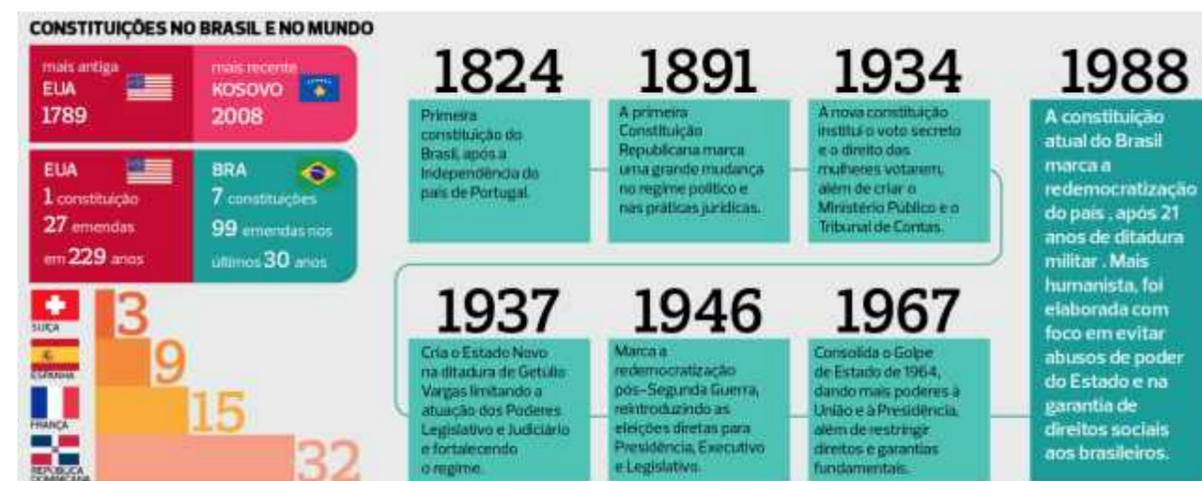 CONSTITUIÇÕES NO BRASIL E NO MUNDO
mais antiga
EUA
1789
mais recente
KOSOVO
2008
EUA
1 constituição
27 emendas
em 229 anos
BRA
7 constituições
99 emendas nos
últimos 30 anos
SUÍÇA
3
ESPANHA
9
FRANÇA
15
REPÚBLICA
DOMINICANA
32
1824
Primeira
constituição do
Brasil, após a
Independência do
país de Portugal.
1891
A primeira
Constituição
Republicana marca
uma grande mudança
no regime político e
nas práticas jurídicas.
1934
A nova constituição
institui o voto secreto
e o direito das
mulheres votarem,
além de criar o
Ministério Público e o
Tribunal de Contas.
1937
Cria o Estado Novo
na ditadura de Getúlio
Vargas limitando a
atuação dos Poderes
Legislativo e Judiciário
e fortalecendo
o regime.
1946
Marca a
redemocratização
pós-Segunda Guerra,
reintroduzindo as
eleições diretas para
Presidência, Executivo
e Legislativo.
1967
Consolida o Golpe
de Estado de 1964,
dando mais poderes à
União e à Presidência,
além de restringir
direitos e garantias
fundamentais.
1988
A constituição
atual do Brasil
marca a
redemocratização
do país , após 21
anos de ditadura
militar . Mais
humanista, foi
elaborada com
foco em evitar
abusos de poder
do Estado e na
garantia de
direitos sociais
aos brasileiros.